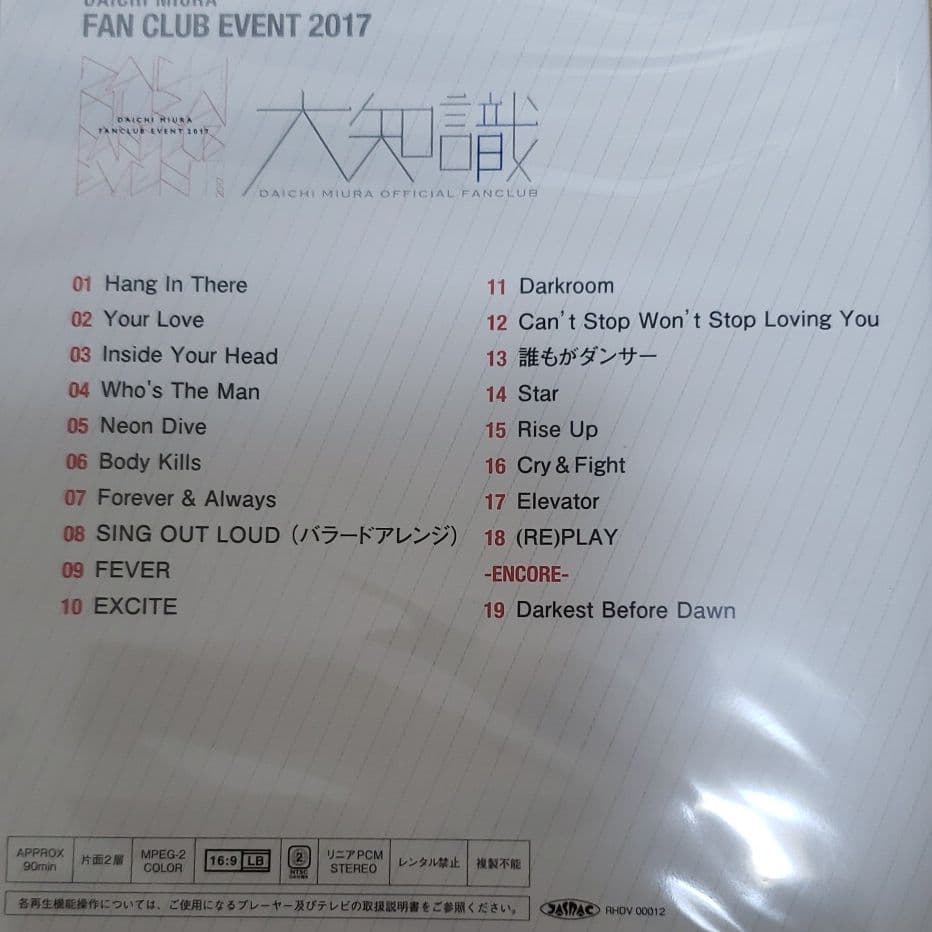 DAICHI MIURA
FAN CLUB EVENT 2017
DAICHI MIURA
FANCLUB EVENT 2017
大知識
DAICHI MIURA OFFICIAL FANCLUB
01 Hang In There
02 Your Love
03 Inside Your Head
04 Who's The Man
05 Neon Dive
06 Body Kills
07 Forever & Always
08 SING OUT LOUD（バラードアレンジ）
09 FEVER
10 EXCITE
11 Darkroom
12 Can't Stop Won't Stop Loving You
13 誰もがダンサー
14 Star
15 Rise Up
16 Cry & Fight
17 Elevator
18 (RE)PLAY
-ENCORE-
19 Darkest Before Dawn
APPROX
90min
片面2層
MPEG-2
COLOR
16:9 LB
2
NTSC
リニアPCM
STEREO
レンタル禁止
複製不能
各再生機能操作については、ご使用になるプレーヤー及びテレビの取扱説明書をご参照ください。
JASRAC
RHDV 00012